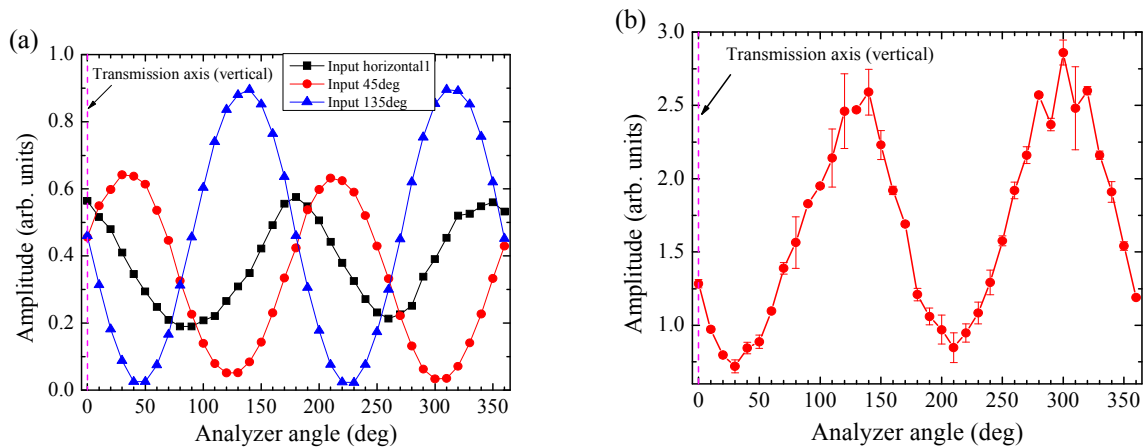 (a)
1.0
0.8
0.6
0.4
0.2
0.0
Amplitude (arb. units)
Transmission axis (vertical)
Input horizontal1
Input 45deg
Input 135deg
0 50 100 150 200 250 300 350
Analyzer angle (deg)
(b)
3.0
2.5
2.0
1.5
1.0
Amplitude (arb. units)
Transmission axis (vertical)
0 50 100 150 200 250 300 350
Analyzer angle (deg)